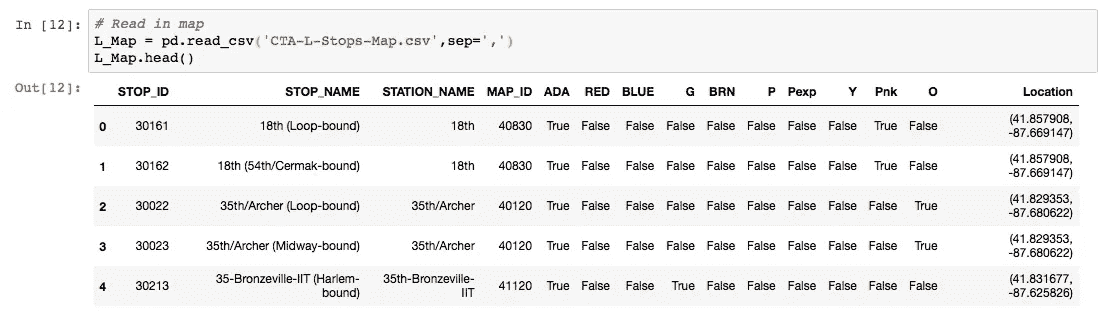 In [12]: # Read in map
L_Map = pd.read_csv('CTA-L-Stops-Map.csv',sep=',')
L_Map.head()
Out[12]:
STOP_ID STOP_NAME STATION_NAME MAP_ID ADA RED BLUE G BRN P Pexp Y Pnk O Location
0 30161 18th (Loop-bound) 18th 40830 True False False False False False False False True False (41.857908, -87.669147)
1 30162 18th (54th/Cermak-bound) 18th 40830 True False False False False False False False True False (41.857908, -87.669147)
2 30022 35th/Archer (Loop-bound) 35th/Archer 40120 True False False False False False False False False True (41.829353, -87.680622)
3 30023 35th/Archer (Midway-bound) 35th/Archer 40120 True False False False False False False False False True (41.829353, -87.680622)
4 30213 35-Bronzeville-IIT (Harlem-bound) 35th-Bronzeville-IIT 41120 True False False True False False False False False False (41.831677, -87.625826)